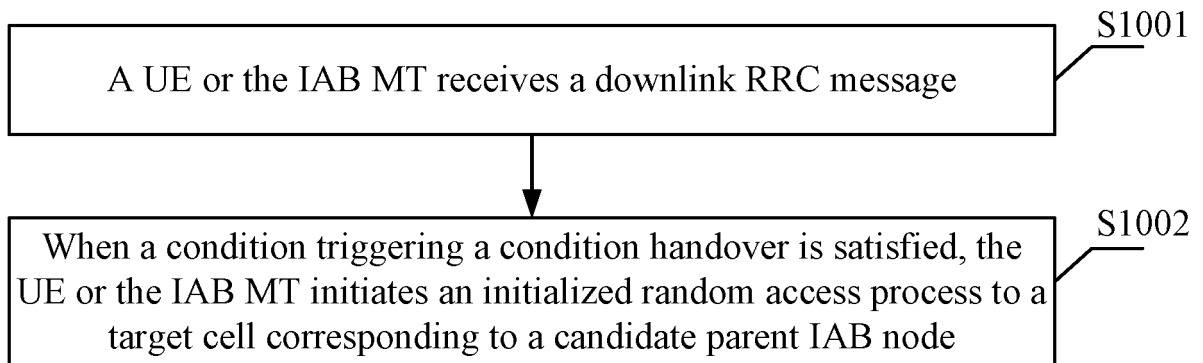 S1001
A UE or the IAB MT receives a downlink RRC message
S1002
When a condition triggering a condition handover is satisfied, the
UE or the IAB MT initiates an initialized random access process to a
target cell corresponding to a candidate parent IAB node